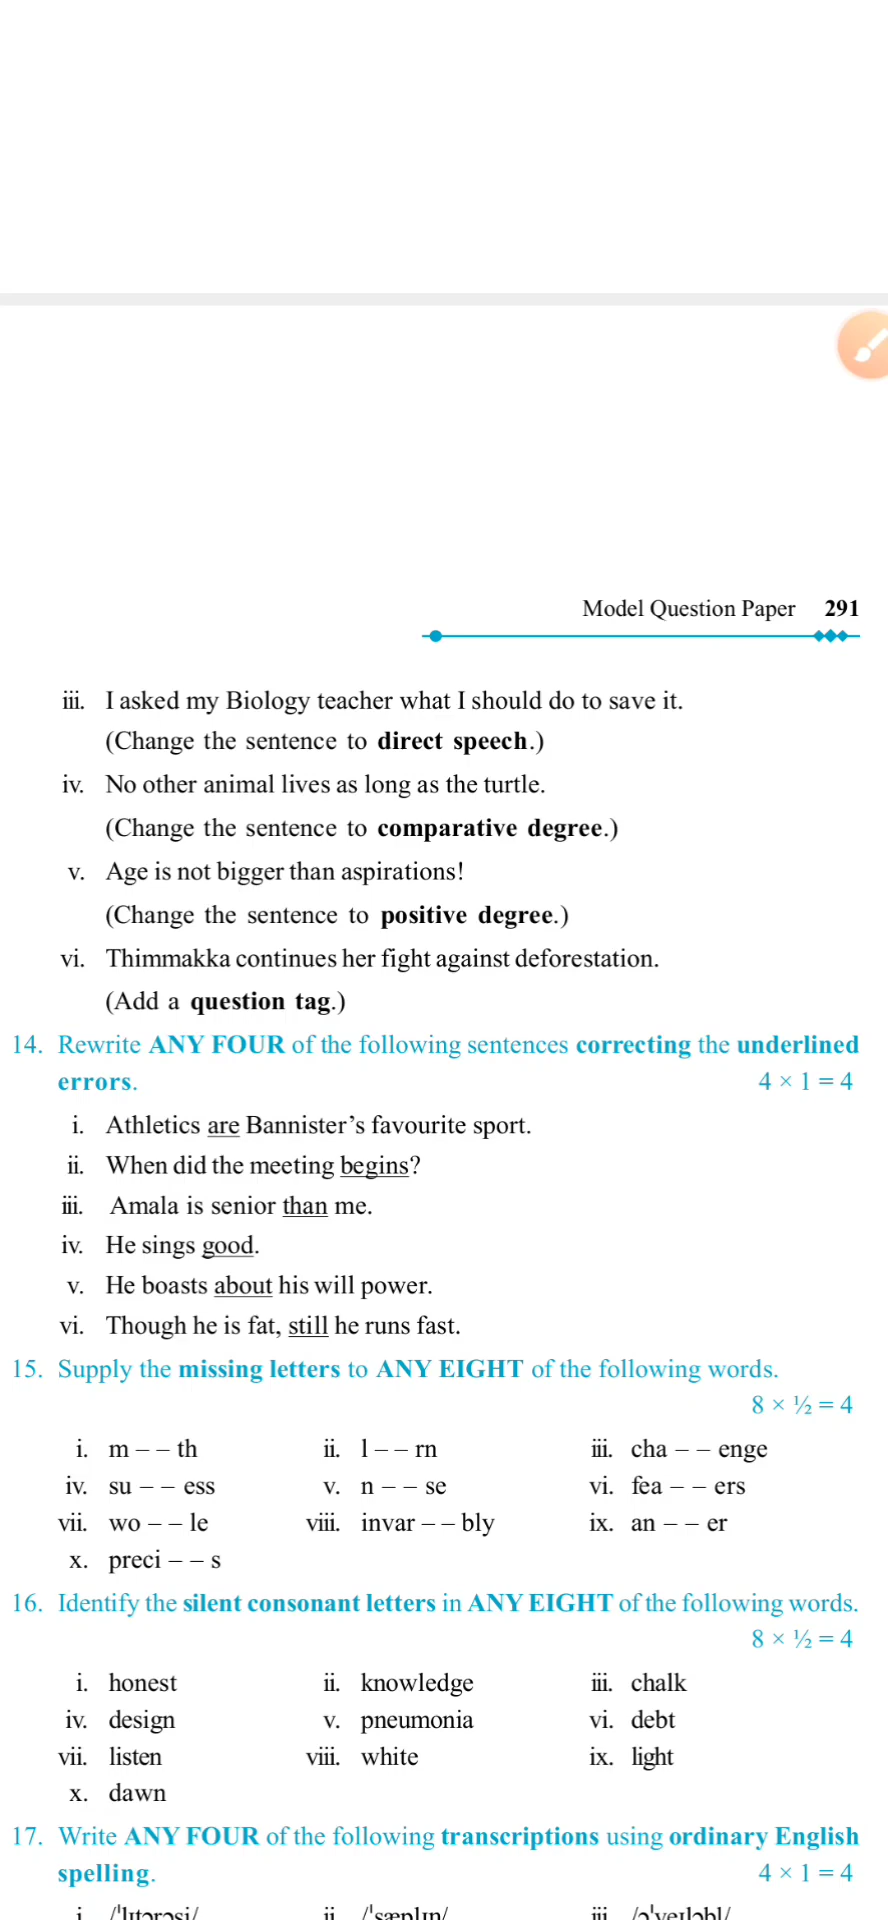 Model Question Paper 291
iii. I asked my Biology teacher what I should do to save it.
(Change the sentence to direct speech.)
iv. No other animal lives as long as the turtle.
(Change the sentence to comparative degree.)
v. Age is not bigger than aspirations!
(Change the sentence to positive degree.)
vi. Thimmakka continues her fight against deforestation.
(Add a question tag.)
14. Rewrite ANY FOUR of the following sentences correcting the underlined
errors. 4 × 1 = 4
i. Athletics are Bannister’s favourite sport.
ii. When did the meeting begins?
iii. Amala is senior than me.
iv. He sings good.
v. He boasts about his will power.
vi. Though he is fat, still he runs fast.
15. Supply the missing letters to ANY EIGHT of the following words.
8 × ½ = 4
i. m – – th ii. l – – rn iii. cha – – enge
iv. su – – ess v. n – – se vi. fea – – ers
vii. wo – – le viii. invar – – bly ix. an – – er
x. preci – – s
16. Identify the silent consonant letters in ANY EIGHT of the following words.
8 × ½ = 4
i. honest ii. knowledge iii. chalk
iv. design v. pneumonia vi. debt
vii. listen viii. white ix. light
x. dawn
17. Write ANY FOUR of the following transcriptions using ordinary English
spelling. 4 × 1 = 4
i. ii. iii.